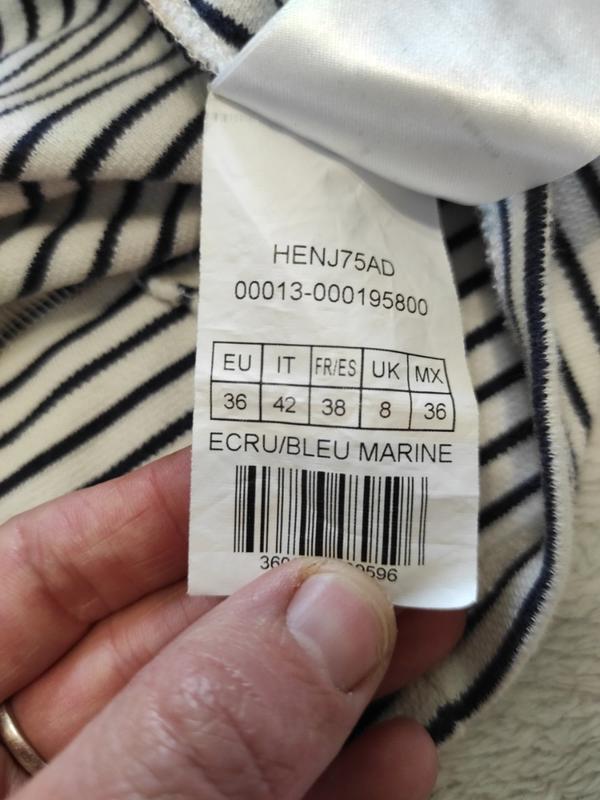 HENJ75AD
00013-000195800
EU IT FR/ES UK MX
36 42 38 8 36
ECRU/BLEU MARINE